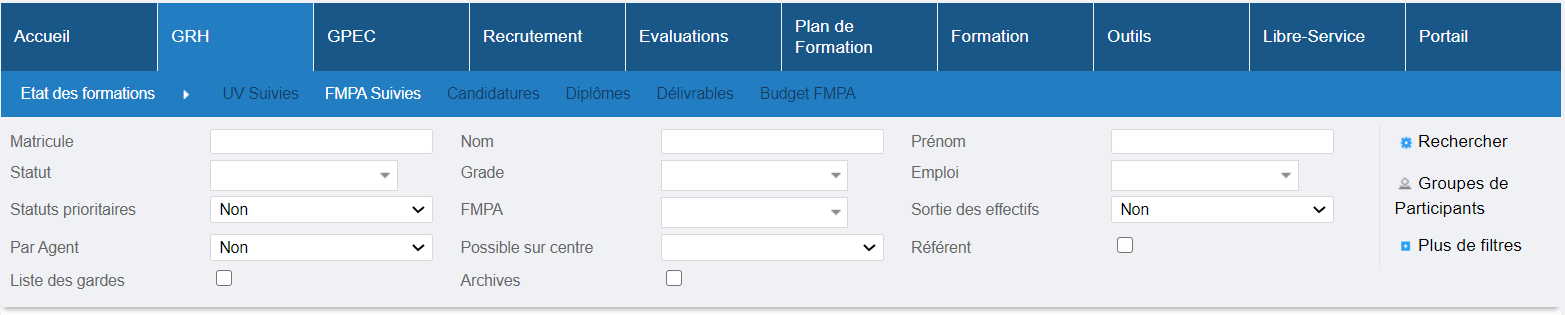 Accueil GRH GPEC Recrutement Evaluations Plan de Formation Formation Outils Libre-Service Portail
Etat des formations UV Suivies FMPA Suivies Candidatures Diplômes Délivrables Budget FMPA
Matricule Nom Prénom Rechercher
Statut Grade Emploi Groupes de Participants
Statuts prioritaires Non FMPA Sortie des effectifs Non
Par Agent Non Possible sur centre Référent Plus de filtres
Liste des gardes Archives